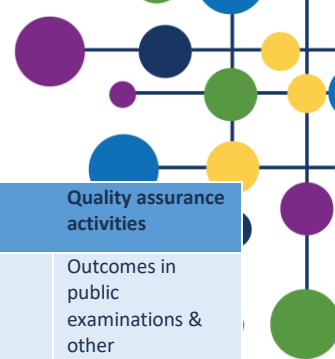 Quality assurance
activities
Outcomes in
public
examinations &
other